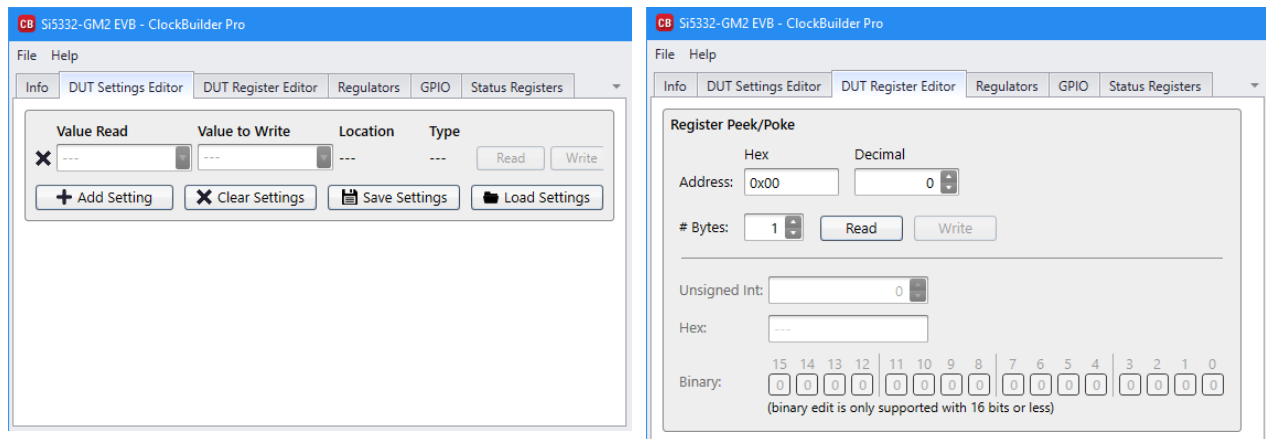 CB Si5332-GM2 EVB - ClockBuilder Pro
File Help
Info DUT Settings Editor DUT Register Editor Regulators GPIO Status Registers
Value Read Value to Write Location Type
--- --- --- --- Read Write
Add Setting Clear Settings Save Settings Load Settings
CB Si5332-GM2 EVB - ClockBuilder Pro
File Help
Info DUT Settings Editor DUT Register Editor Regulators GPIO Status Registers
Register Peek/Poke
Hex Decimal
Address: 0x00 0
# Bytes: 1 Read Write
Unsigned Int: 0
Hex: ---
15 14 13 12 11 10 9 8 7 6 5 4 3 2 1 0
Binary: 0 0 0 0 0 0 0 0 0 0 0 0 0 0 0 0
(binary edit is only supported with 16 bits or less)